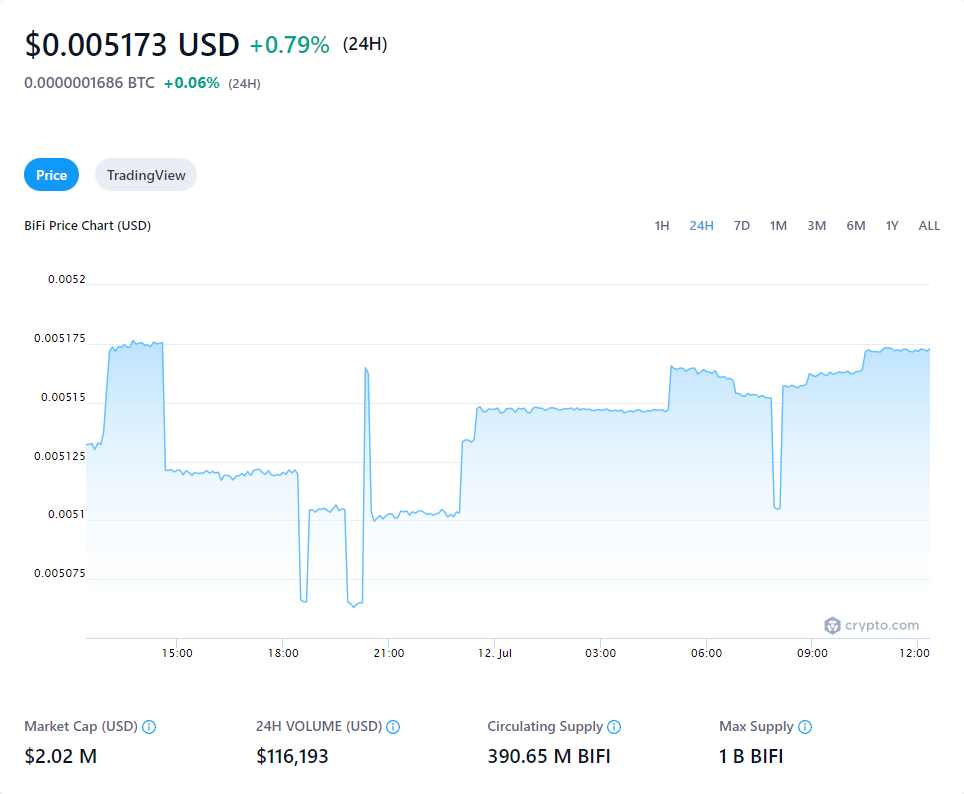 $0.005173 USD +0.79% (24H)
0.0000001686 BTC +0.06% (24H)
Price TradingView
BiFi Price Chart (USD) 1H 24H 7D 1M 3M 6M 1Y ALL
0.0052
0.005175
0.00515
0.005125
0.0051
0.005075
crypto.com
15:00 18:00 21:00 12. Jul 03:00 06:00 09:00 12:00
Market Cap (USD) 24H VOLUME (USD) Circulating Supply Max Supply
$2.02 M $116,193 390.65 M BIFI 1 B BIFI